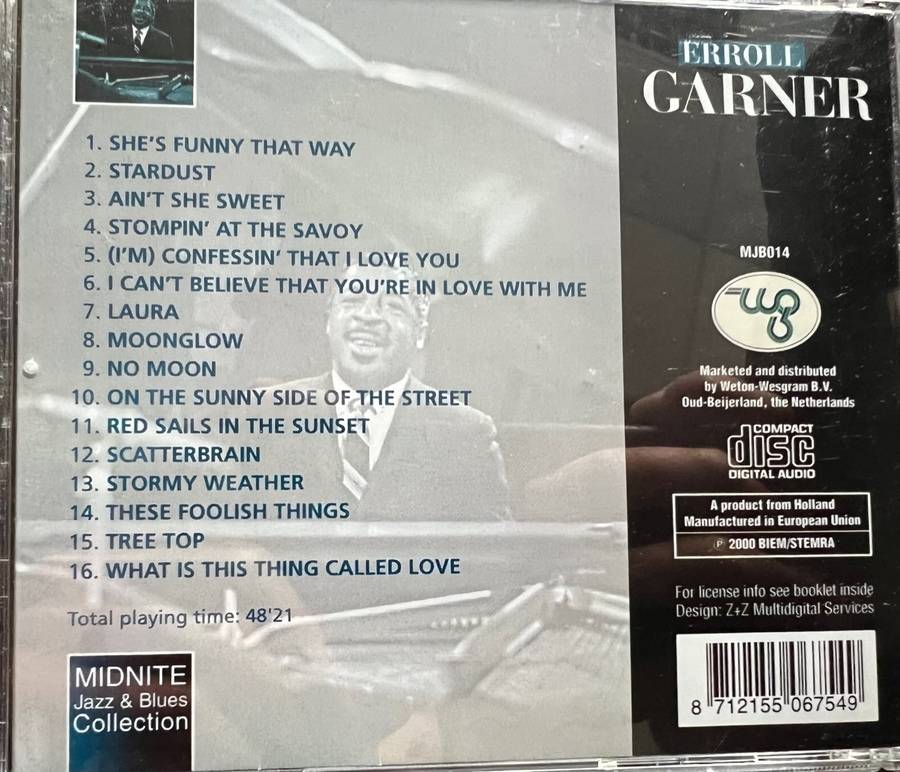 1. SHE'S FUNNY THAT WAY
2. STARDUST
3. AIN'T SHE SWEET
4. STOMPIN' AT THE SAVOY
5. (I'M) CONFESSIN' THAT I LOVE YOU
6. I CAN'T BELIEVE THAT YOU'RE IN LOVE WITH ME
7. LAURA
8. MOONGLOW
9. NO MOON
10. ON THE SUNNY SIDE OF THE STREET
11. RED SAILS IN THE SUNSET
12. SCATTERBRAIN
13. STORMY WEATHER
14. THESE FOOLISH THINGS
15. TREE TOP
16. WHAT IS THIS THING CALLED LOVE
Total playing time: 48'21
MIDNITE
Jazz & Blues
Collection
ERROLL
GARNER
MJB014
Marketed and distributed
by Weton-Wesgram B.V.
Oud-Beijerland, the Netherlands
COMPACT
disc
DIGITAL AUDIO
A product from Holland
Manufactured in European Union
℗ 2000 BIEM/STEMRA
For license info see booklet inside
Design: Z+Z Multidigital Services
8 712155 067549